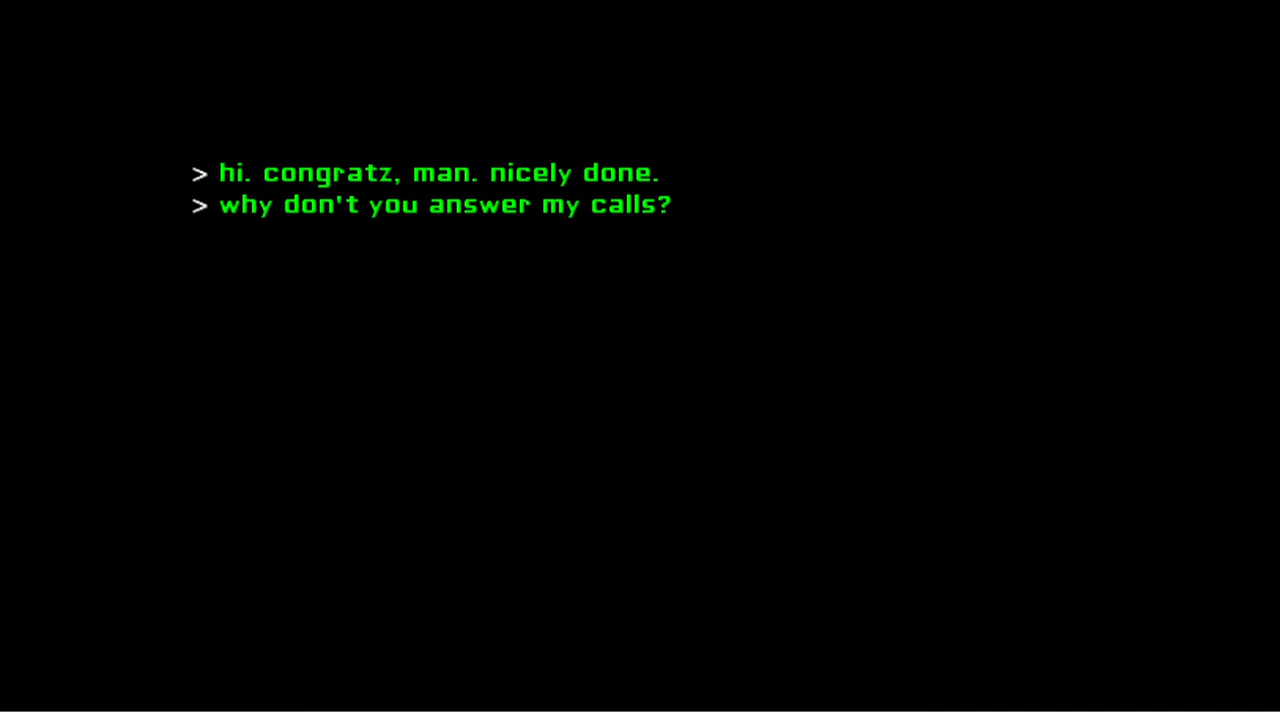 > hi. congratz, man. nicely done.
> why don't you answer my calls?